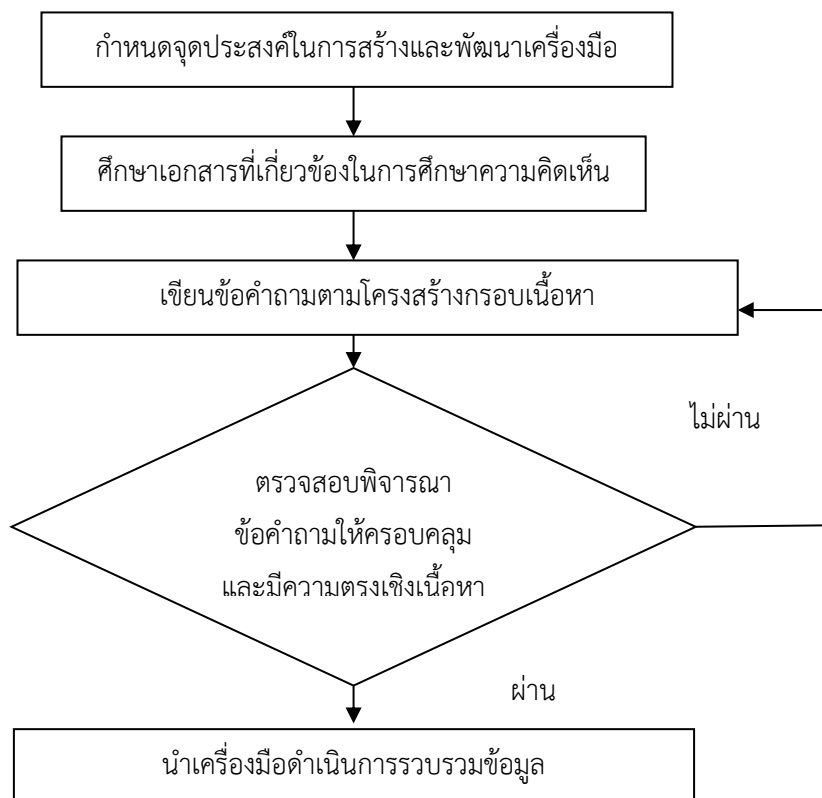 กำหนดจุดประสงค์ในการสร้างและพัฒนาเครื่องมือ
ศึกษาเอกสารที่เกี่ยวข้องในการศึกษาความคิดเห็น
เขียนข้อคำถามตามโครงสร้างกรอบเนื้อหา
ไม่ผ่าน
ตรวจสอบพิจารณา
ข้อคำถามให้ครอบคลุม
และมีความตรงเชิงเนื้อหา
ผ่าน
นำเครื่องมือดำเนินการรวบรวมข้อมูล